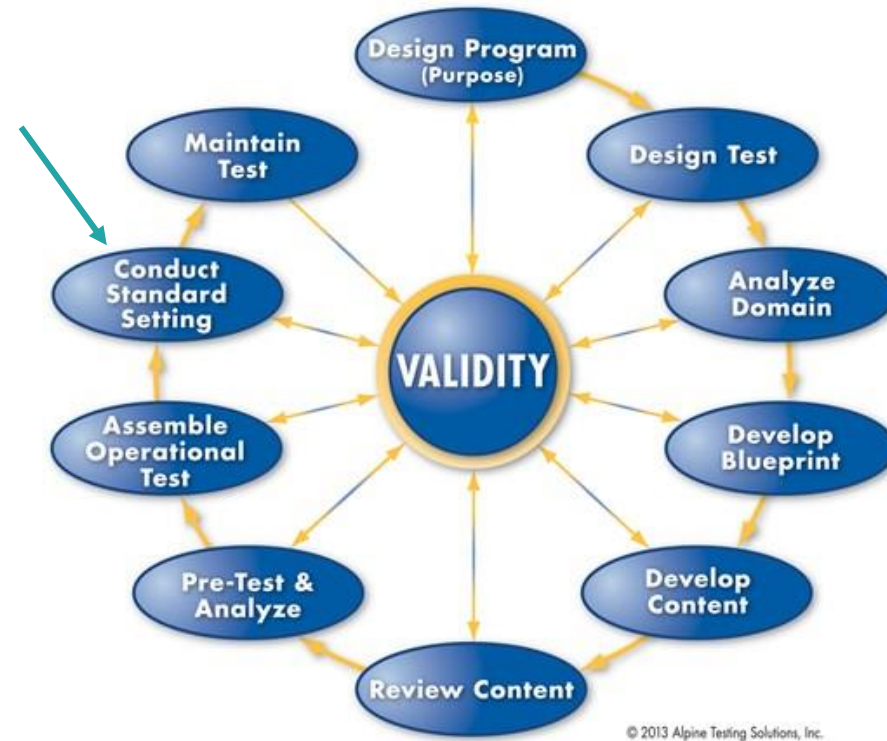 Design Program
(Purpose)
Design Test
Analyze
Domain
Develop
Blueprint
Develop
Content
Review Content
Pre-Test &
Analyze
Assemble
Operational
Test
Conduct
Standard
Setting
Maintain
Test
VALIDITY
© 2013 Alpine Testing Solutions, Inc.